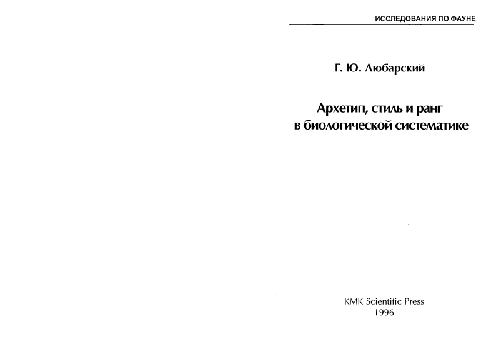 ИССЛЕДОВАНИЯ ПО ФАУНЕ
Г. Ю. Любарский
Архетип, стиль и ранг
в биологической систематике
KMK Scientific Press
1996